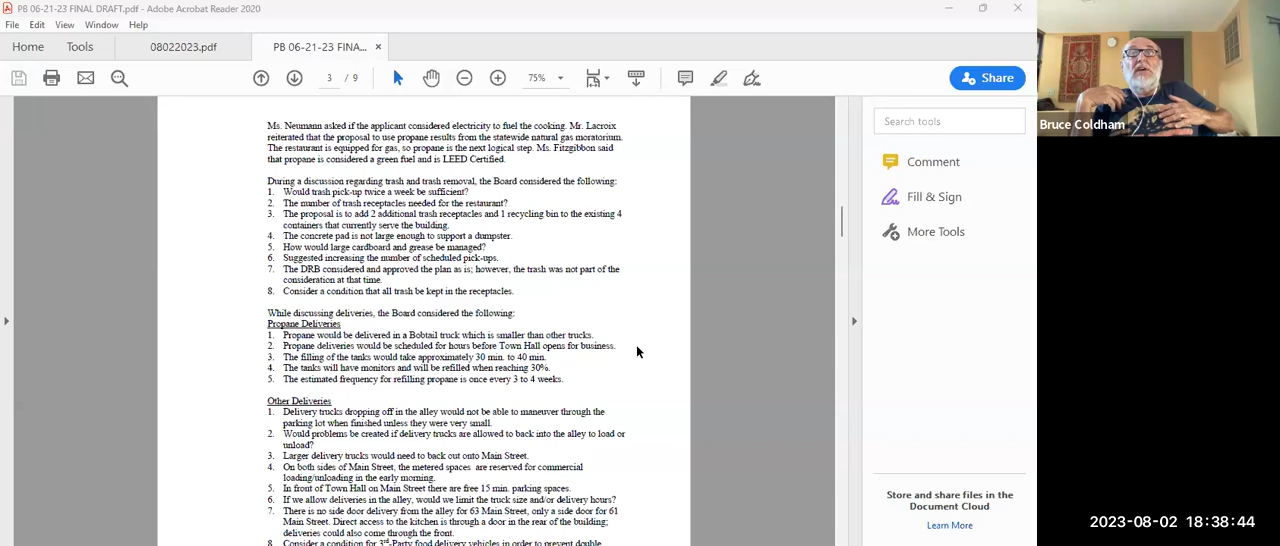 PB 06-21-23 FINAL DRAFT.pdf - Adobe Acrobat Reader 2020
File Edit View Window Help
Home Tools 08022023.pdf PB 06-21-23 FINA... ×
3 / 9 75% Share
Ms. Neumann asked if the applicant considered electricity to fuel the cooking. Mr. Lacroix
reiterated that the proposal to use propane results from the statewide natural gas moratorium.
The restaurant is equipped for gas, so propane is the next logical step. Ms. Fitzgibbon said
that propane is considered a green fuel and is LEED Certified.
During a discussion regarding trash and trash removal, the Board considered the following:
1. Would trash pick-up twice a week be sufficient?
2. The number of trash receptacles needed for the restaurant?
3. The proposal is to add 2 additional trash receptacles and 1 recycling bin to the existing 4
containers that currently serve the building.
4. The concrete pad is not large enough to support a dumpster.
5. How would large cardboard and grease be managed?
6. Suggested increasing the number of scheduled pick-ups.
7. The DRB considered and approved the plan as is; however, the trash was not part of the
consideration at that time.
8. Consider a condition that all trash be kept in the receptacles.
While discussing deliveries, the Board considered the following:
Propane Deliveries
1. Propane would be delivered in a Bobtail truck which is smaller than other trucks.
2. Propane deliveries would be scheduled for hours before Town Hall opens for business.
3. The filling of the tanks would take approximately 30 min. to 40 min.
4. The tanks will have monitors and will be refilled when reaching 30%.
5. The estimated frequency for refilling propane is once every 3 to 4 weeks.
Other Deliveries
1. Delivery trucks dropping off in the alley would not be able to maneuver through the
parking lot when finished unless they were very small.
2. Would problems be created if delivery trucks are allowed to back into the alley to load or
unload?
3. Larger delivery trucks would need to back out onto Main Street.
4. On both sides of Main Street, the metered spaces are reserved for commercial
loading/unloading in the early morning.
5. In front of Town Hall on Main Street there are free 15 min. parking spaces.
6. If we allow deliveries in the alley, would we limit the truck size and/or delivery hours?
7. There is no side door delivery from the alley for 63 Main Street, only a side door for 61
Main Street. Direct access to the kitchen is through a door in the rear of the building;
deliveries could also come through the front.
8. Consider a condition for 3rd-Party food delivery vehicles in order to prevent double
Search tools
Comment
Fill & Sign
More Tools
Store and share files in the
Document Cloud
Learn More
Bruce Coldham
2023-08-02 18:38:44